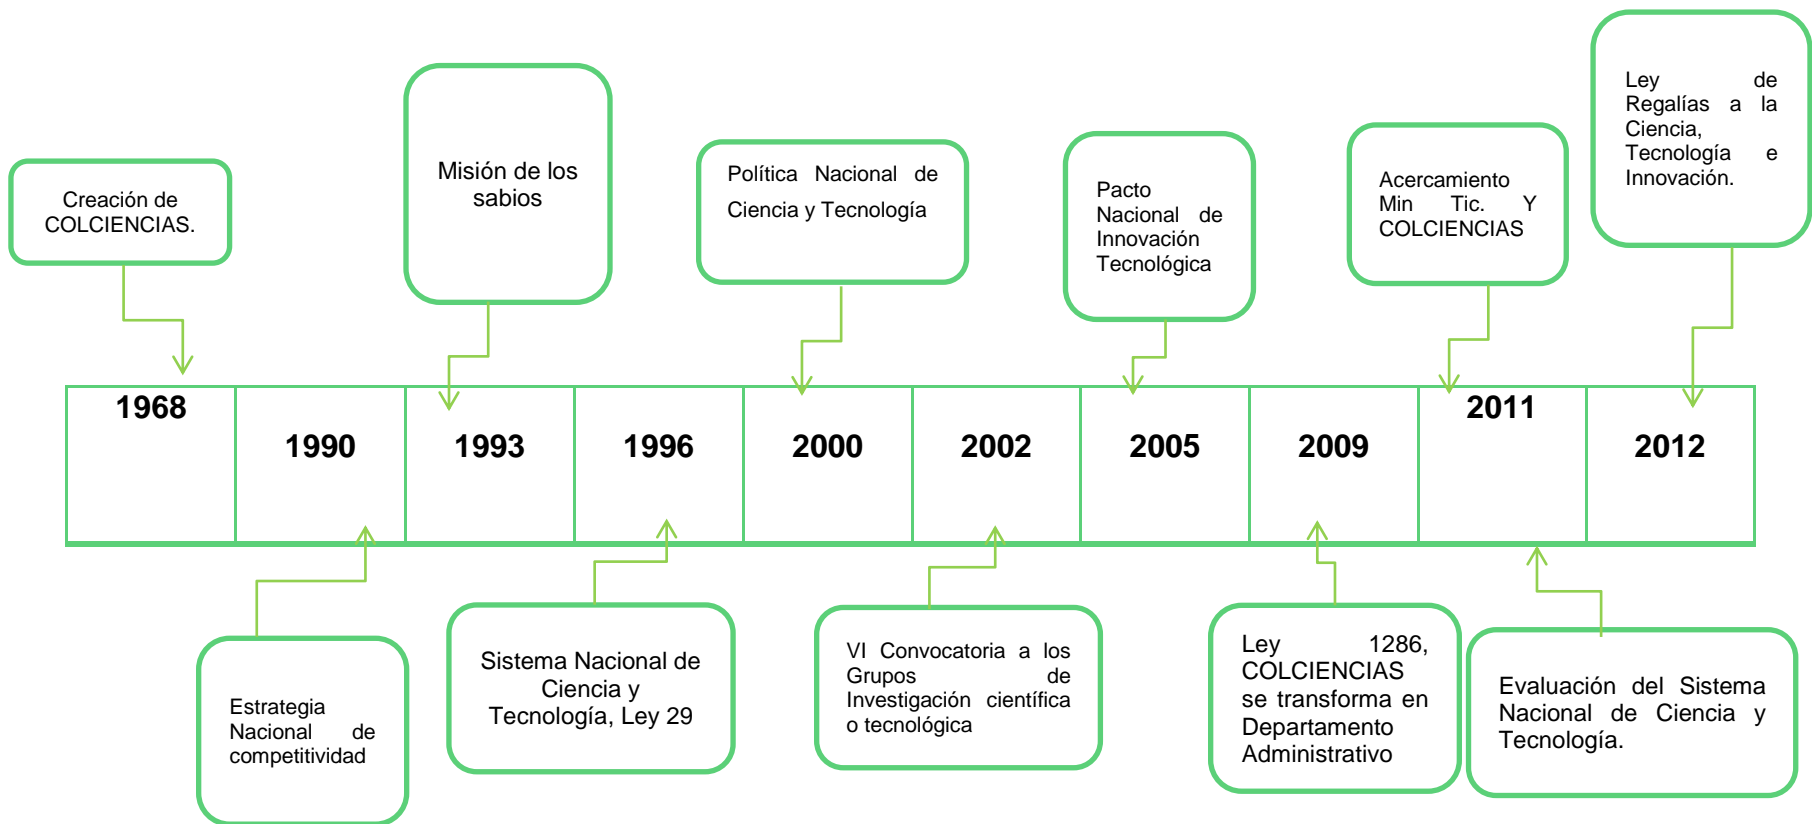 Creación de
COLCIENCIAS.
Misión de los
sabios
Política Nacional de
Ciencia y Tecnología
Pacto
Nacional de
Innovación
Tecnológica
Acercamiento
Min Tic. Y
COLCIENCIAS
Ley de
Regalías a la
Ciencia,
Tecnología e
Innovación.
1968
1990
1993
1996
2000
2002
2005
2009
2011
2012
Estrategia
Nacional de
competitividad
Sistema Nacional de
Ciencia y
Tecnología, Ley 29
VI Convocatoria a los
Grupos de
Investigación científica
o tecnológica
Ley 1286,
COLCIENCIAS
se transforma en
Departamento
Administrativo
Evaluación del Sistema
Nacional de Ciencia y
Tecnología.